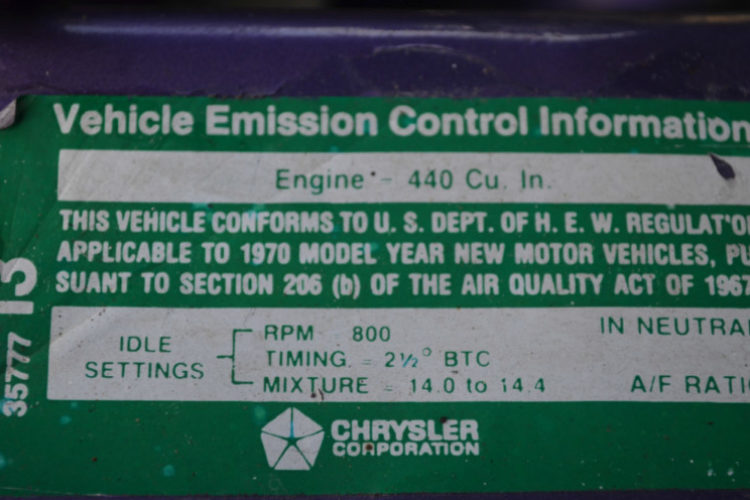 Vehicle Emission Control Information
Engine - 440 Cu. In.
THIS VEHICLE CONFORMS TO U. S. DEPT. OF H. E. W. REGULAT'O
APPLICABLE TO 1970 MODEL YEAR NEW MOTOR VEHICLES, PU
SUANT TO SECTION 206 (b) OF THE AIR QUALITY ACT OF 1967
IDLE
SETTINGS
RPM 800 IN NEUTRA
TIMING = 2½° BTC
MIXTURE = 14.0 to 14.4 A/F RATI
CHRYSLER
CORPORATION
35777 13